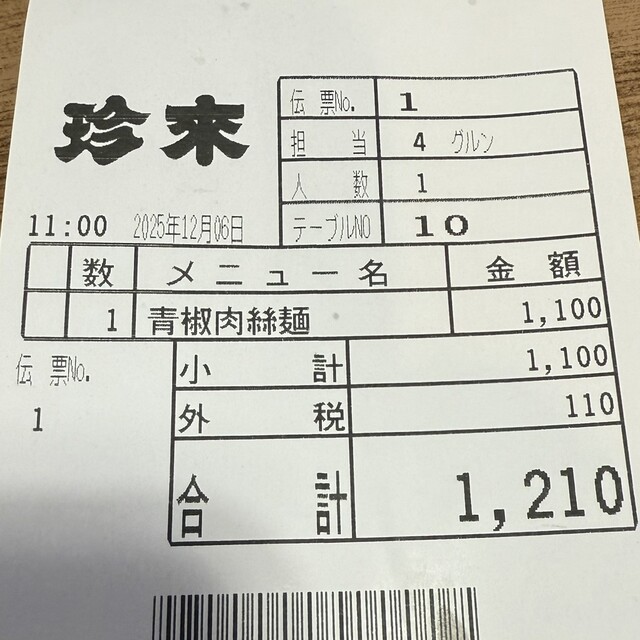 珍來
伝票No. 1
担当 4 グルン
人数 1
テーブルNO 10
11:00 2025年12月06日
数 メニュー名 金額
1 青椒肉絲麺 1,100
伝票No.
1
小計 1,100
外税 110
合計 1,210